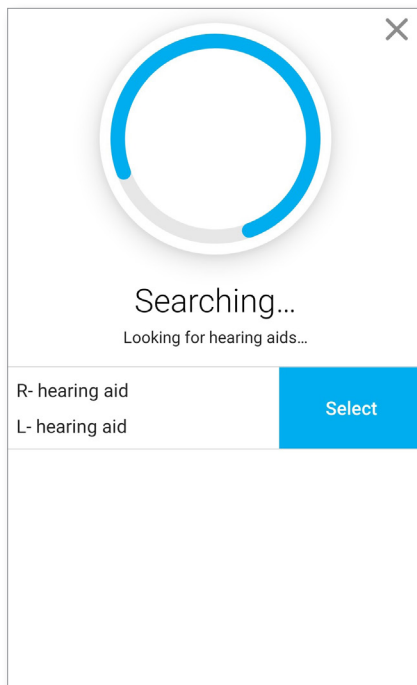 Searching...
Looking for hearing aids...
R- hearing aid
L- hearing aid
Select